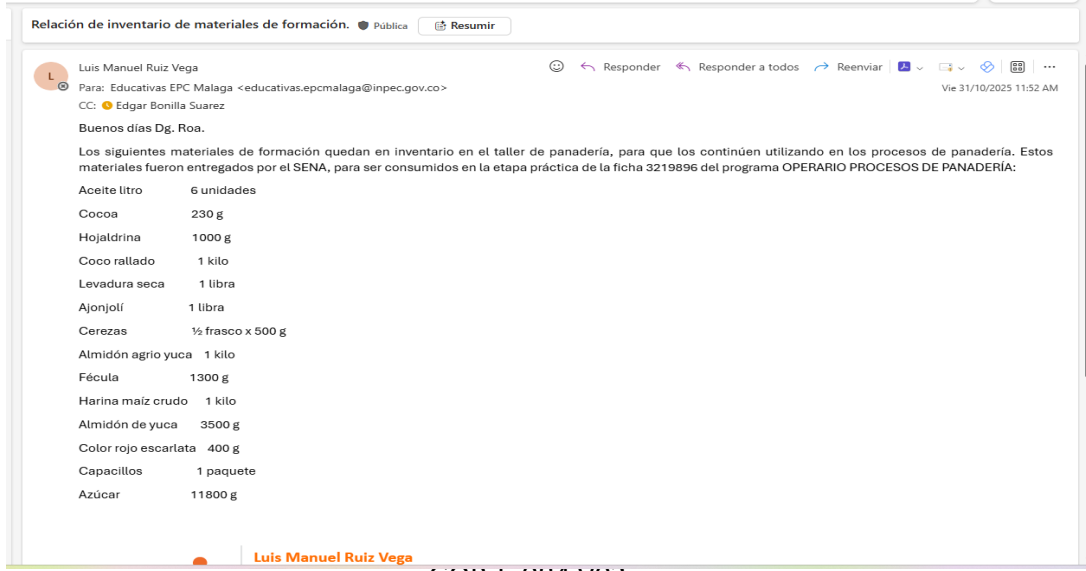 Relación de inventario de materiales de formación. Pública Resumir
L
Luis Manuel Ruiz Vega Responder Responder a todos Reenviar
Para: Educativas EPC Malaga <educativas.epcmalaga@inpec.gov.co> Vie 31/10/2025 11:52 AM
CC: Edgar Bonilla Suarez
Buenos días Dg. Roa.
Los siguientes materiales de formación quedan en inventario en el taller de panadería, para que los continúen utilizando en los procesos de panadería. Estos
materiales fueron entregados por el SENA, para ser consumidos en la etapa práctica de la ficha 3219896 del programa OPERARIO PROCESOS DE PANADERÍA:
Aceite litro 6 unidades
Cocoa 230 g
Hojaldrina 1000 g
Coco rallado 1 kilo
Levadura seca 1 libra
Ajonjolí 1 libra
Cerezas ½ frasco x 500 g
Almidón agrio yuca 1 kilo
Fécula 1300 g
Harina maíz crudo 1 kilo
Almidón de yuca 3500 g
Color rojo escarlata 400 g
Capacillos 1 paquete
Azúcar 11800 g
Luis Manuel Ruiz Vega